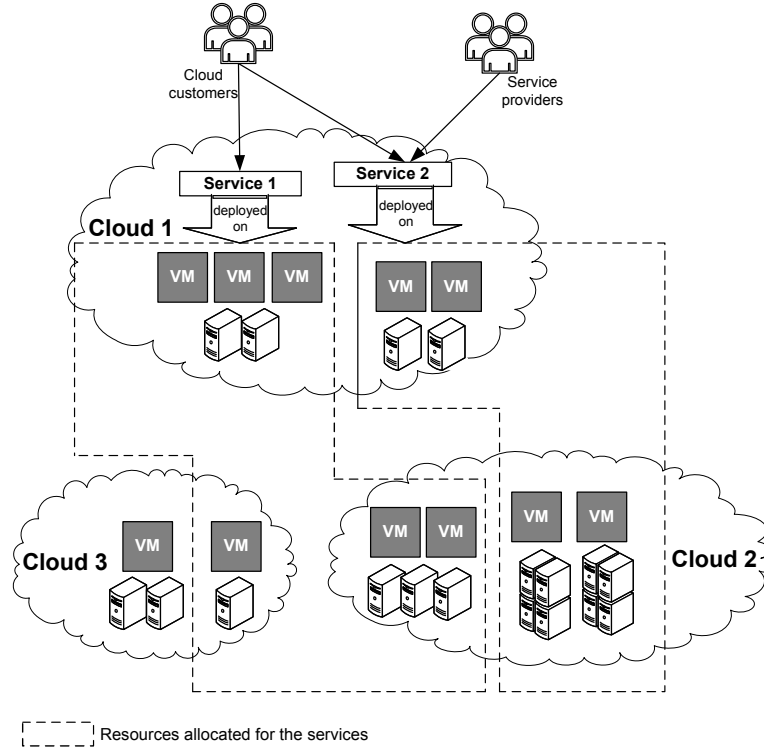 Cloud
customers
Service
providers
Service 1
Service 2
deployed
on
deployed
on
Cloud 1
VM
VM
VM
VM
VM
VM
VM
VM
VM
VM
VM
Cloud 3
Cloud 2
Resources allocated for the services